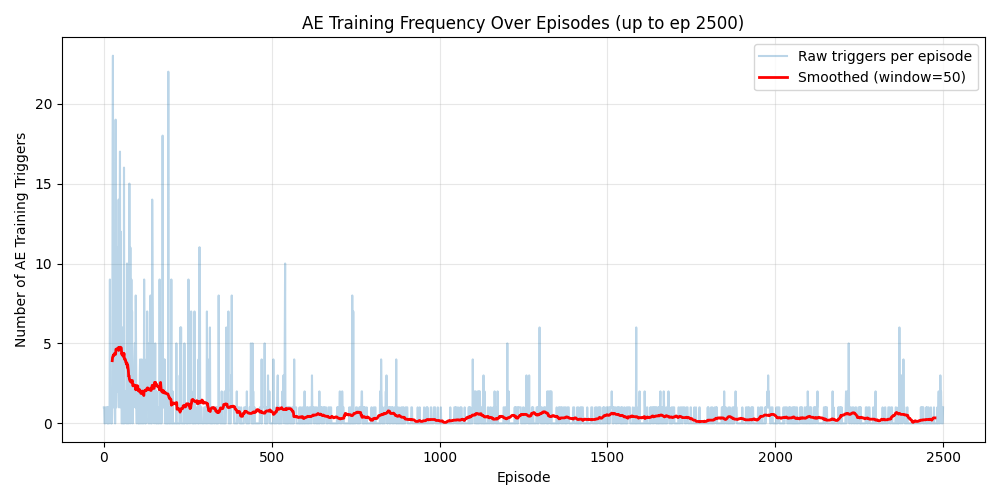 AE Training Frequency Over Episodes (up to ep 2500)
Raw triggers per episode
Smoothed (window=50)
Number of AE Training Triggers
20
15
10
5
0
0 500 1000 1500 2000 2500
Episode